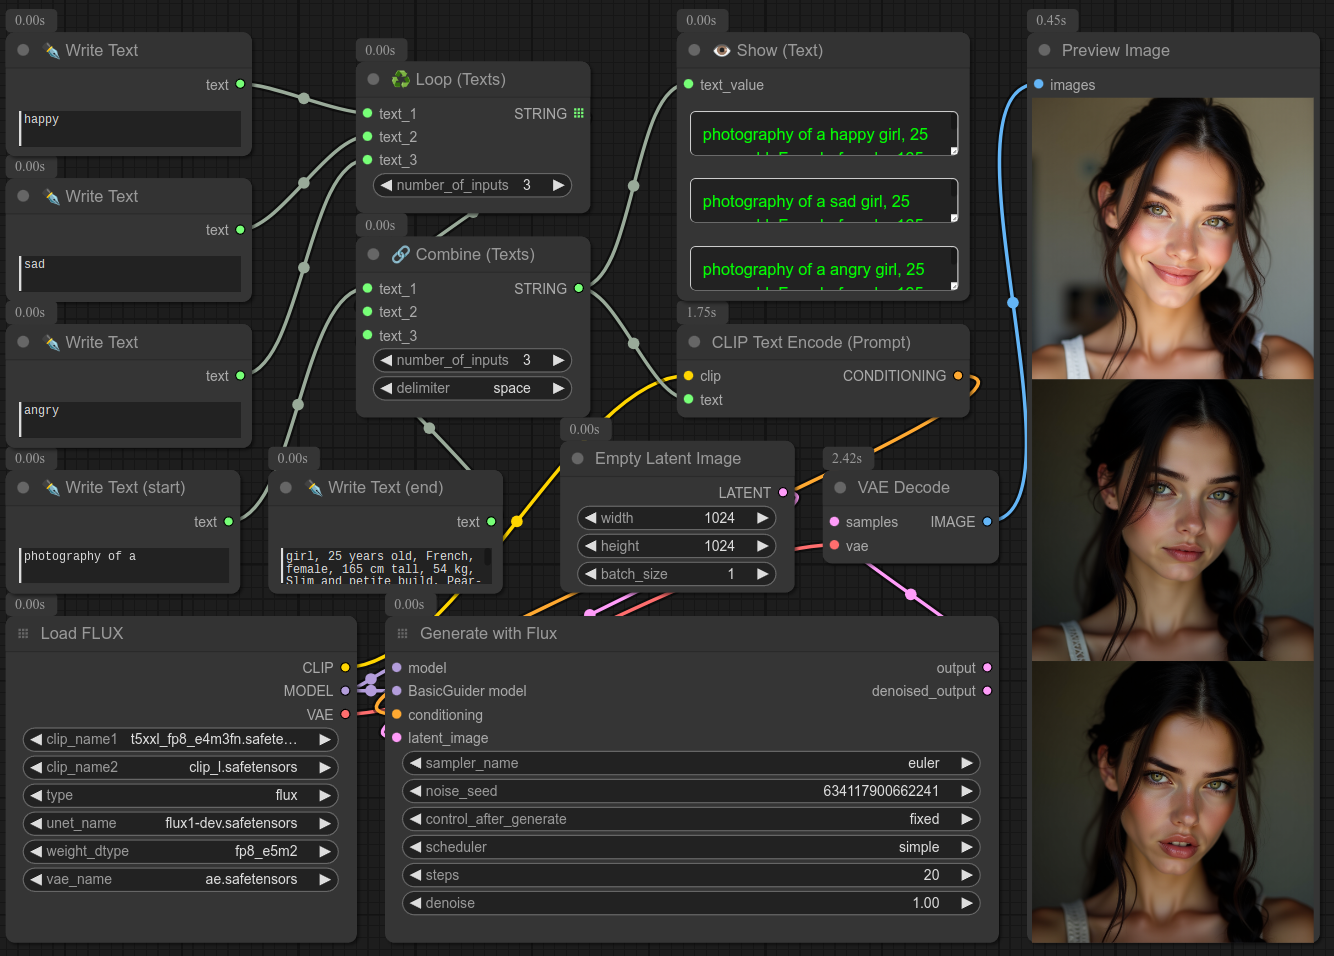 0.00s
✒️ Write Text
text
happy
0.00s
✒️ Write Text
text
sad
0.00s
✒️ Write Text
text
angry
0.00s
✒️ Write Text (start)
text
photography of a
0.00s
✒️ Write Text (end)
text
girl, 25 years old, French,
female, 165 cm tall, 54 kg,
Slim and petite build, Pear-
0.00s
♻️ Loop (Texts)
text_1 STRING
text_2
text_3
number_of_inputs 3
0.00s
🔗 Combine (Texts)
text_1 STRING
text_2
text_3
number_of_inputs 3
delimiter space
0.00s
👁️ Show (Text)
text_value
photography of a happy girl, 25
photography of a sad girl, 25
photography of a angry girl, 25
1.75s
CLIP Text Encode (Prompt)
clip CONDITIONING
text
0.00s
Empty Latent Image
LATENT
width 1024
height 1024
batch_size 1
2.42s
VAE Decode
samples IMAGE
vae
0.45s
Preview Image
images
0.00s
Load FLUX
CLIP
MODEL
VAE
clip_name1 t5xxl_fp8_e4m3fn.safete...
clip_name2 clip_l.safetensors
type flux
unet_name flux1-dev.safetensors
weight_dtype fp8_e5m2
vae_name ae.safetensors
0.00s
Generate with Flux
model output
BasicGuider model denoised_output
conditioning
latent_image
sampler_name euler
noise_seed 634117900662241
control_after_generate fixed
scheduler simple
steps 20
denoise 1.00